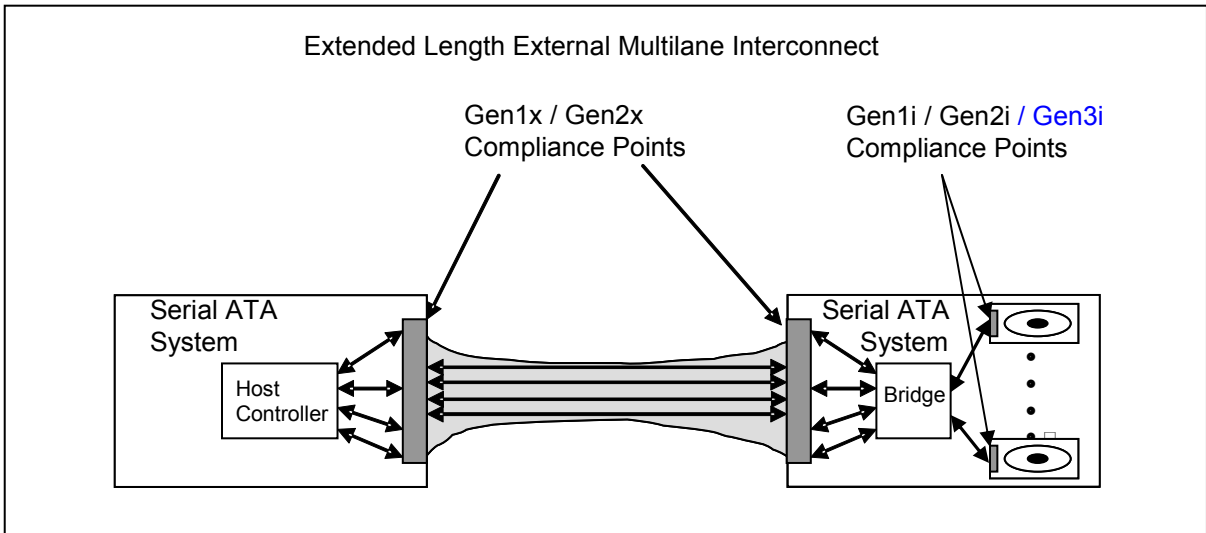 Extended Length External Multilane Interconnect
Gen1x / Gen2x
Compliance Points
Gen1i / Gen2i / Gen3i
Compliance Points
Serial ATA
System
Host
Controller
Serial ATA
System
Bridge